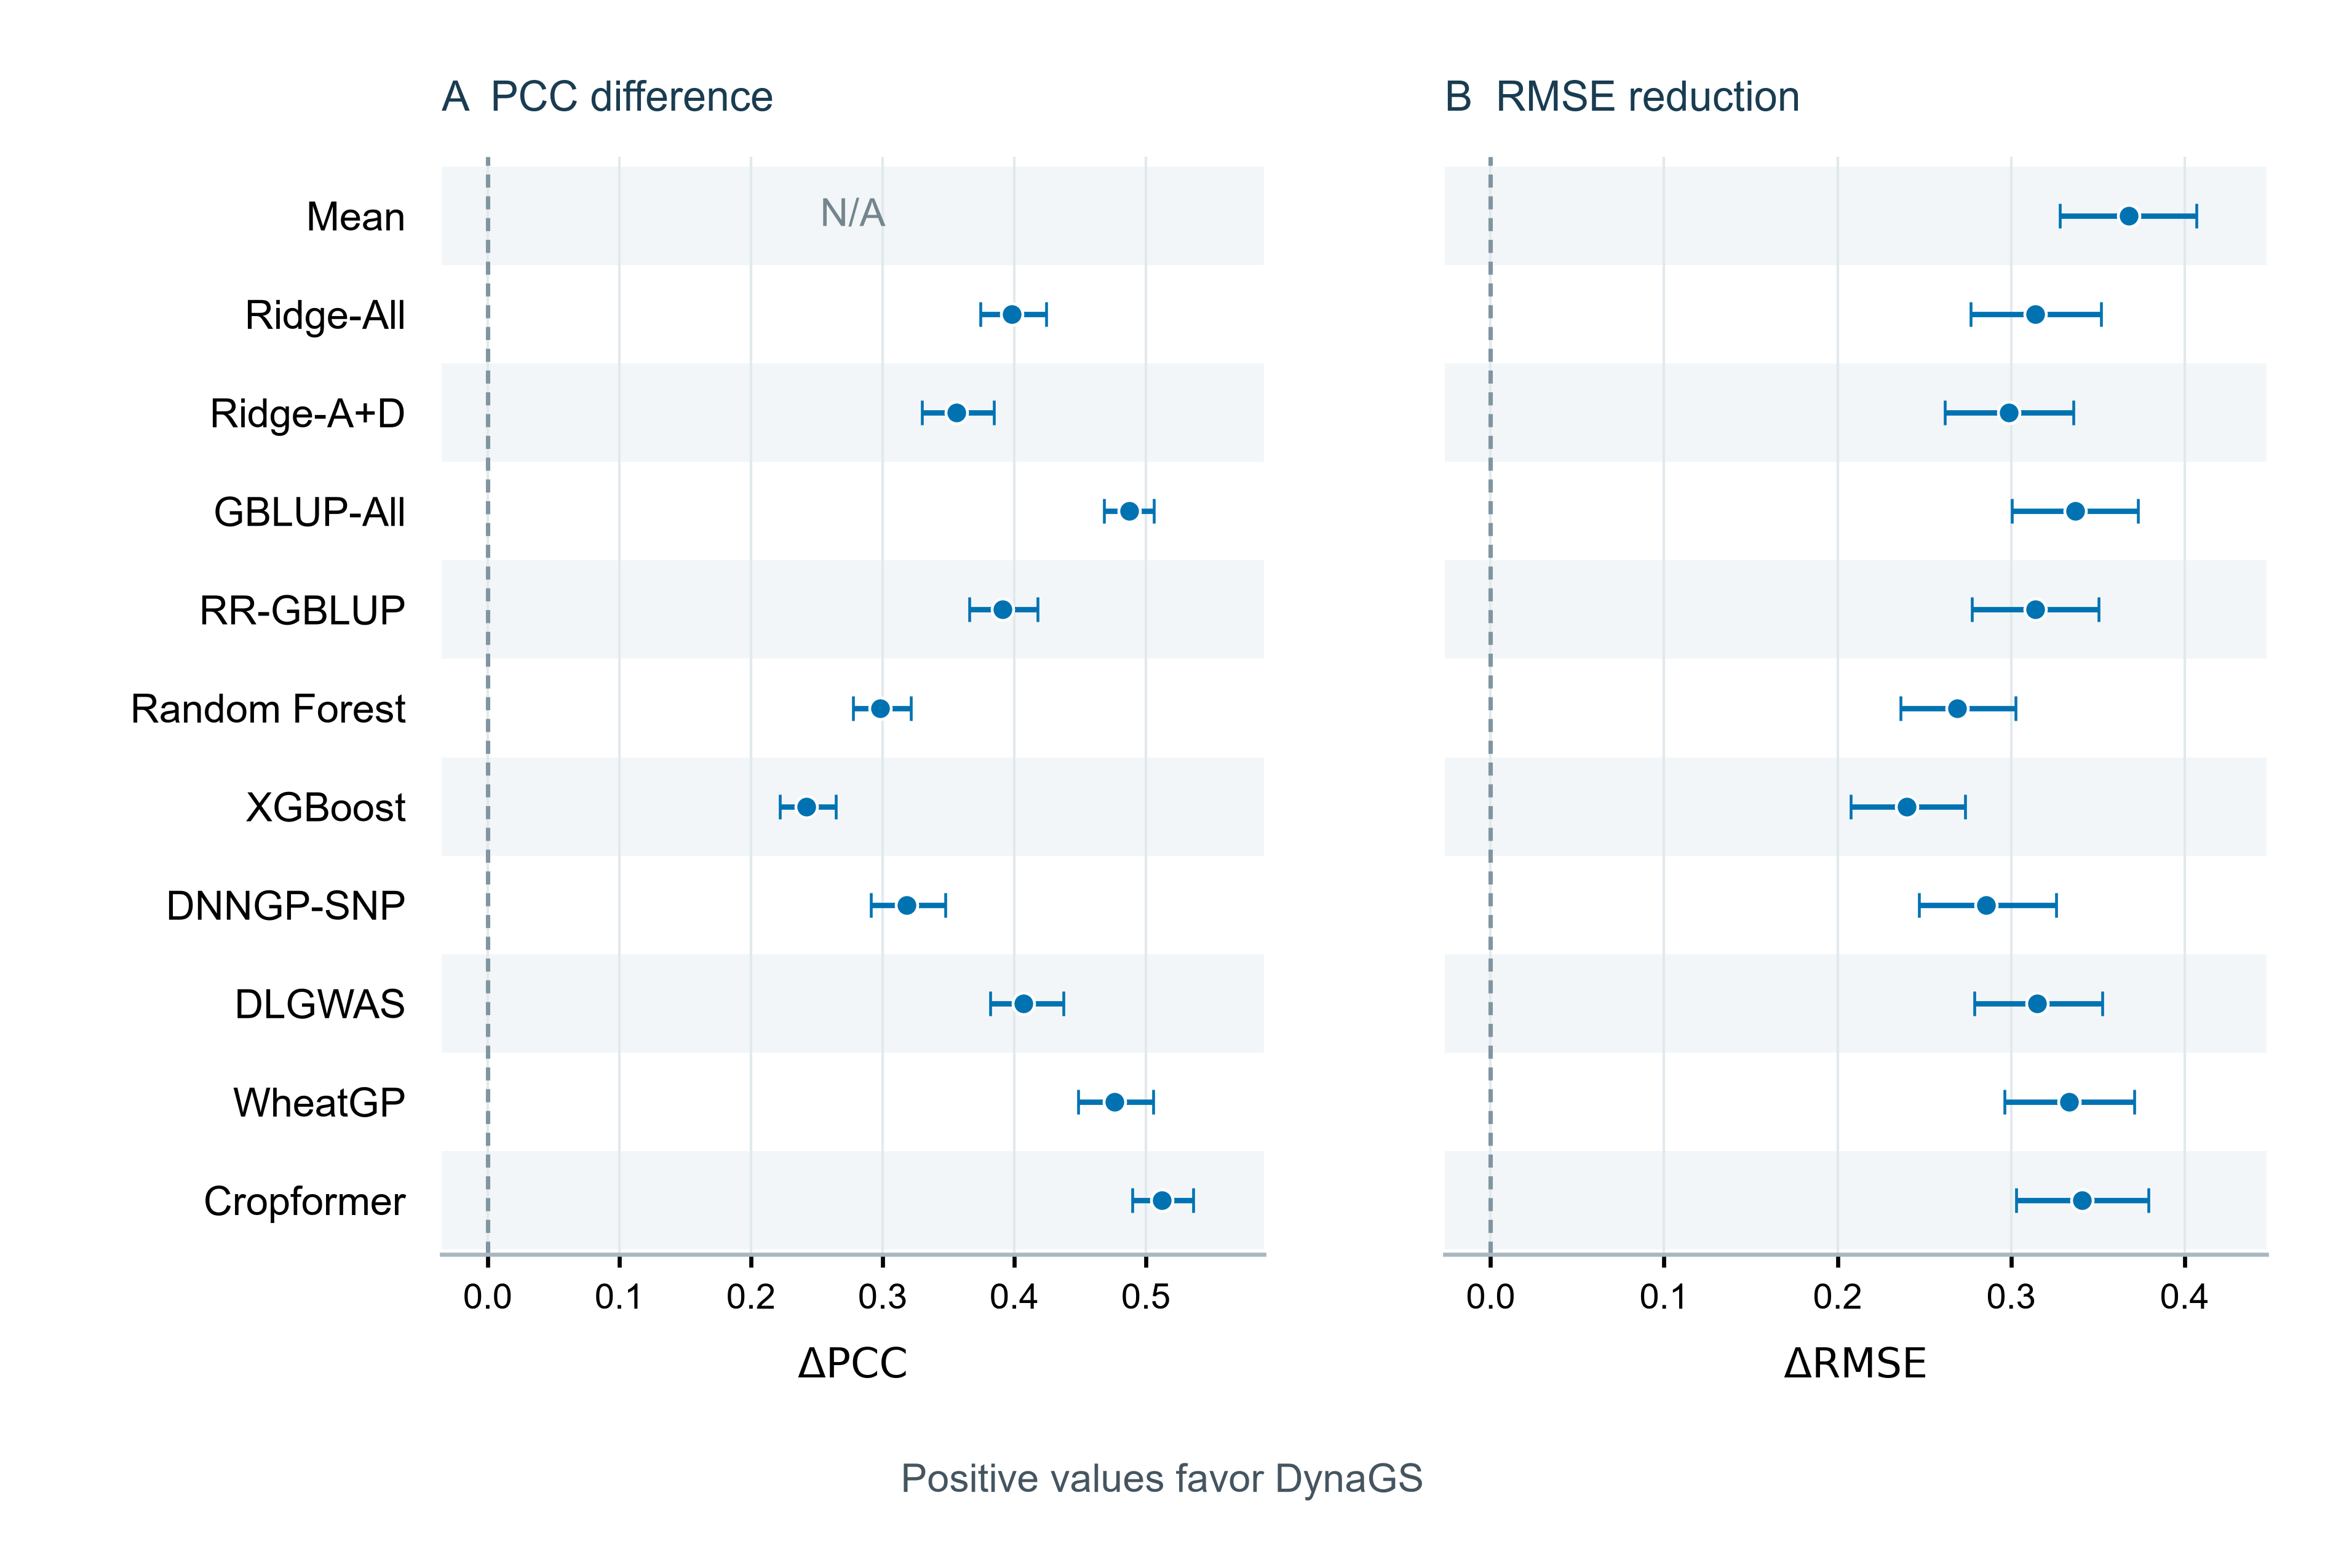 A  PCC difference
B  RMSE reduction
Mean
N/A
Ridge-All
Ridge-A+D
GBLUP-All
RR-GBLUP
Random Forest
XGBoost
DNNGP-SNP
DLGWAS
WheatGP
Cropformer
0.0 0.1 0.2 0.3 0.4 0.5
0.0 0.1 0.2 0.3 0.4
ΔPCC
ΔRMSE
Positive values favor DynaGS